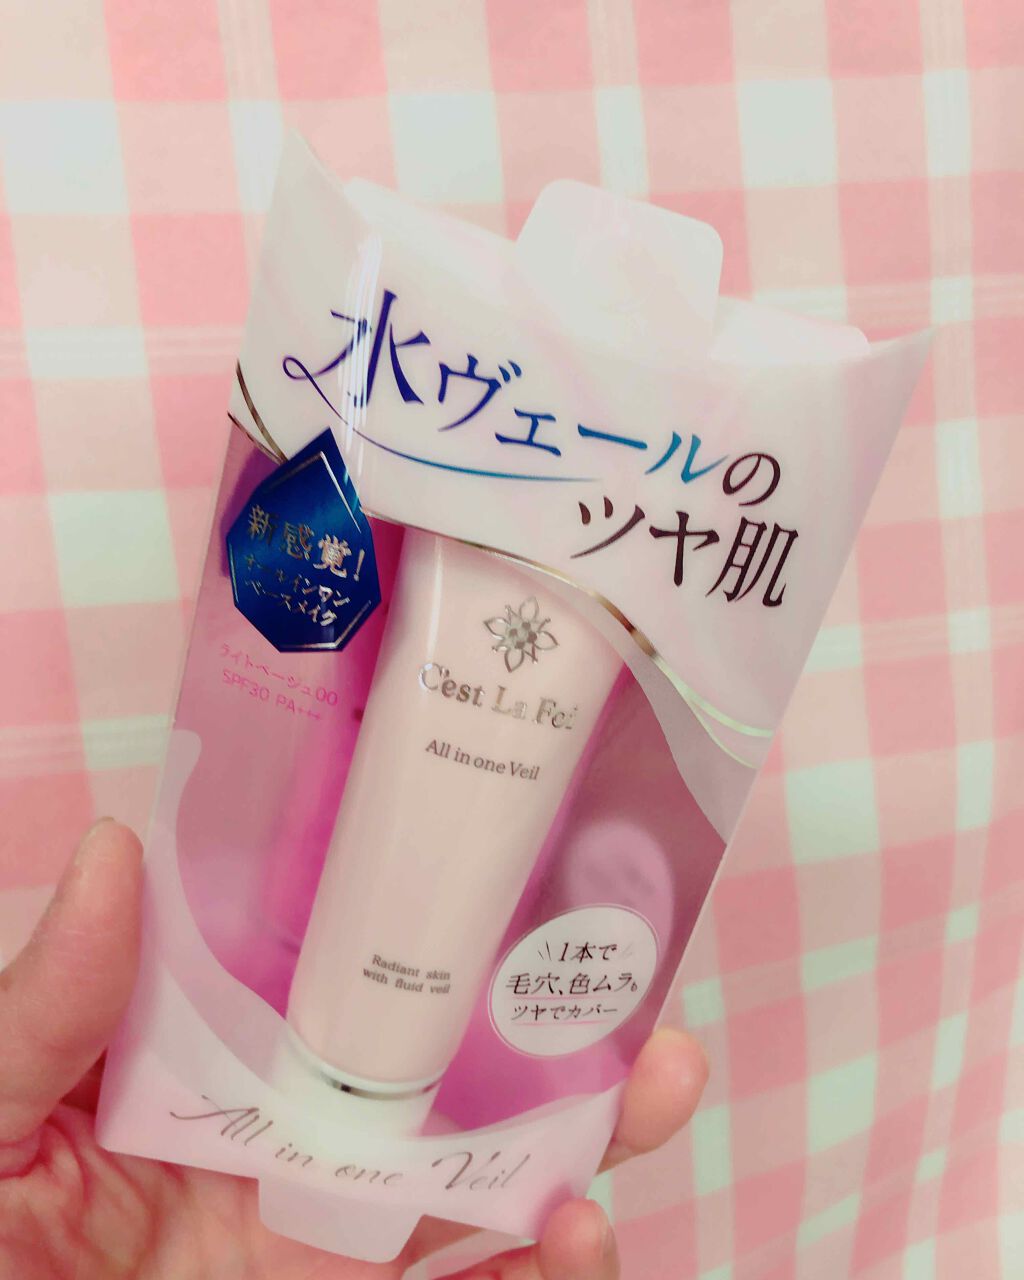 水ヴェールの
ツヤ肌
新感覚!
オールインワン
ベースメイク
ライトベージュ00
SPF30 PA+++
C'est La Foi
All in one Veil
Radiant skin
with fluid veil
1本で
毛穴、色ムラも
ツヤでカバー
All in one Veil